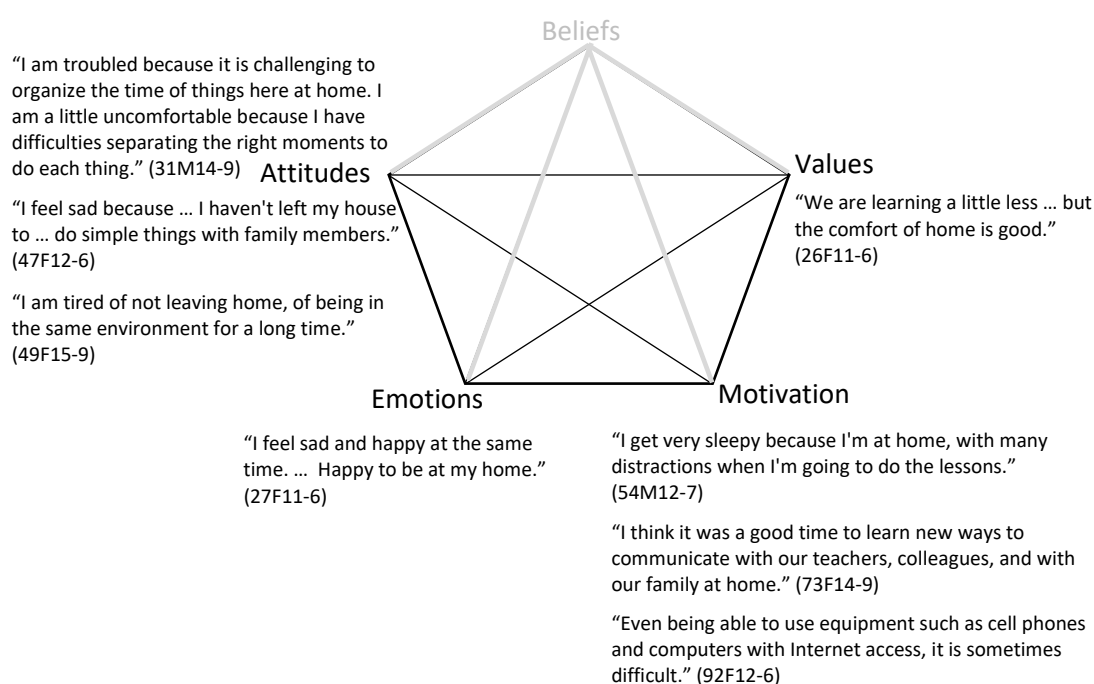 Beliefs
“I am troubled because it is challenging to
organize the time of things here at home. I
am a little uncomfortable because I have
difficulties separating the right moments to
do each thing.” (31M14-9)
Attitudes
“I feel sad because ... I haven't left my house
to ... do simple things with family members.”
(47F12-6)
“I am tired of not leaving home, of being in
the same environment for a long time.”
(49F15-9)
Values
“We are learning a little less ... but
the comfort of home is good.”
(26F11-6)
Emotions
“I feel sad and happy at the same
time. ... Happy to be at my home.”
(27F11-6)
Motivation
“I get very sleepy because I'm at home, with many
distractions when I'm going to do the lessons.”
(54M12-7)
“I think it was a good time to learn new ways to
communicate with our teachers, colleagues, and with
our family at home.” (73F14-9)
“Even being able to use equipment such as cell phones
and computers with Internet access, it is sometimes
difficult.” (92F12-6)